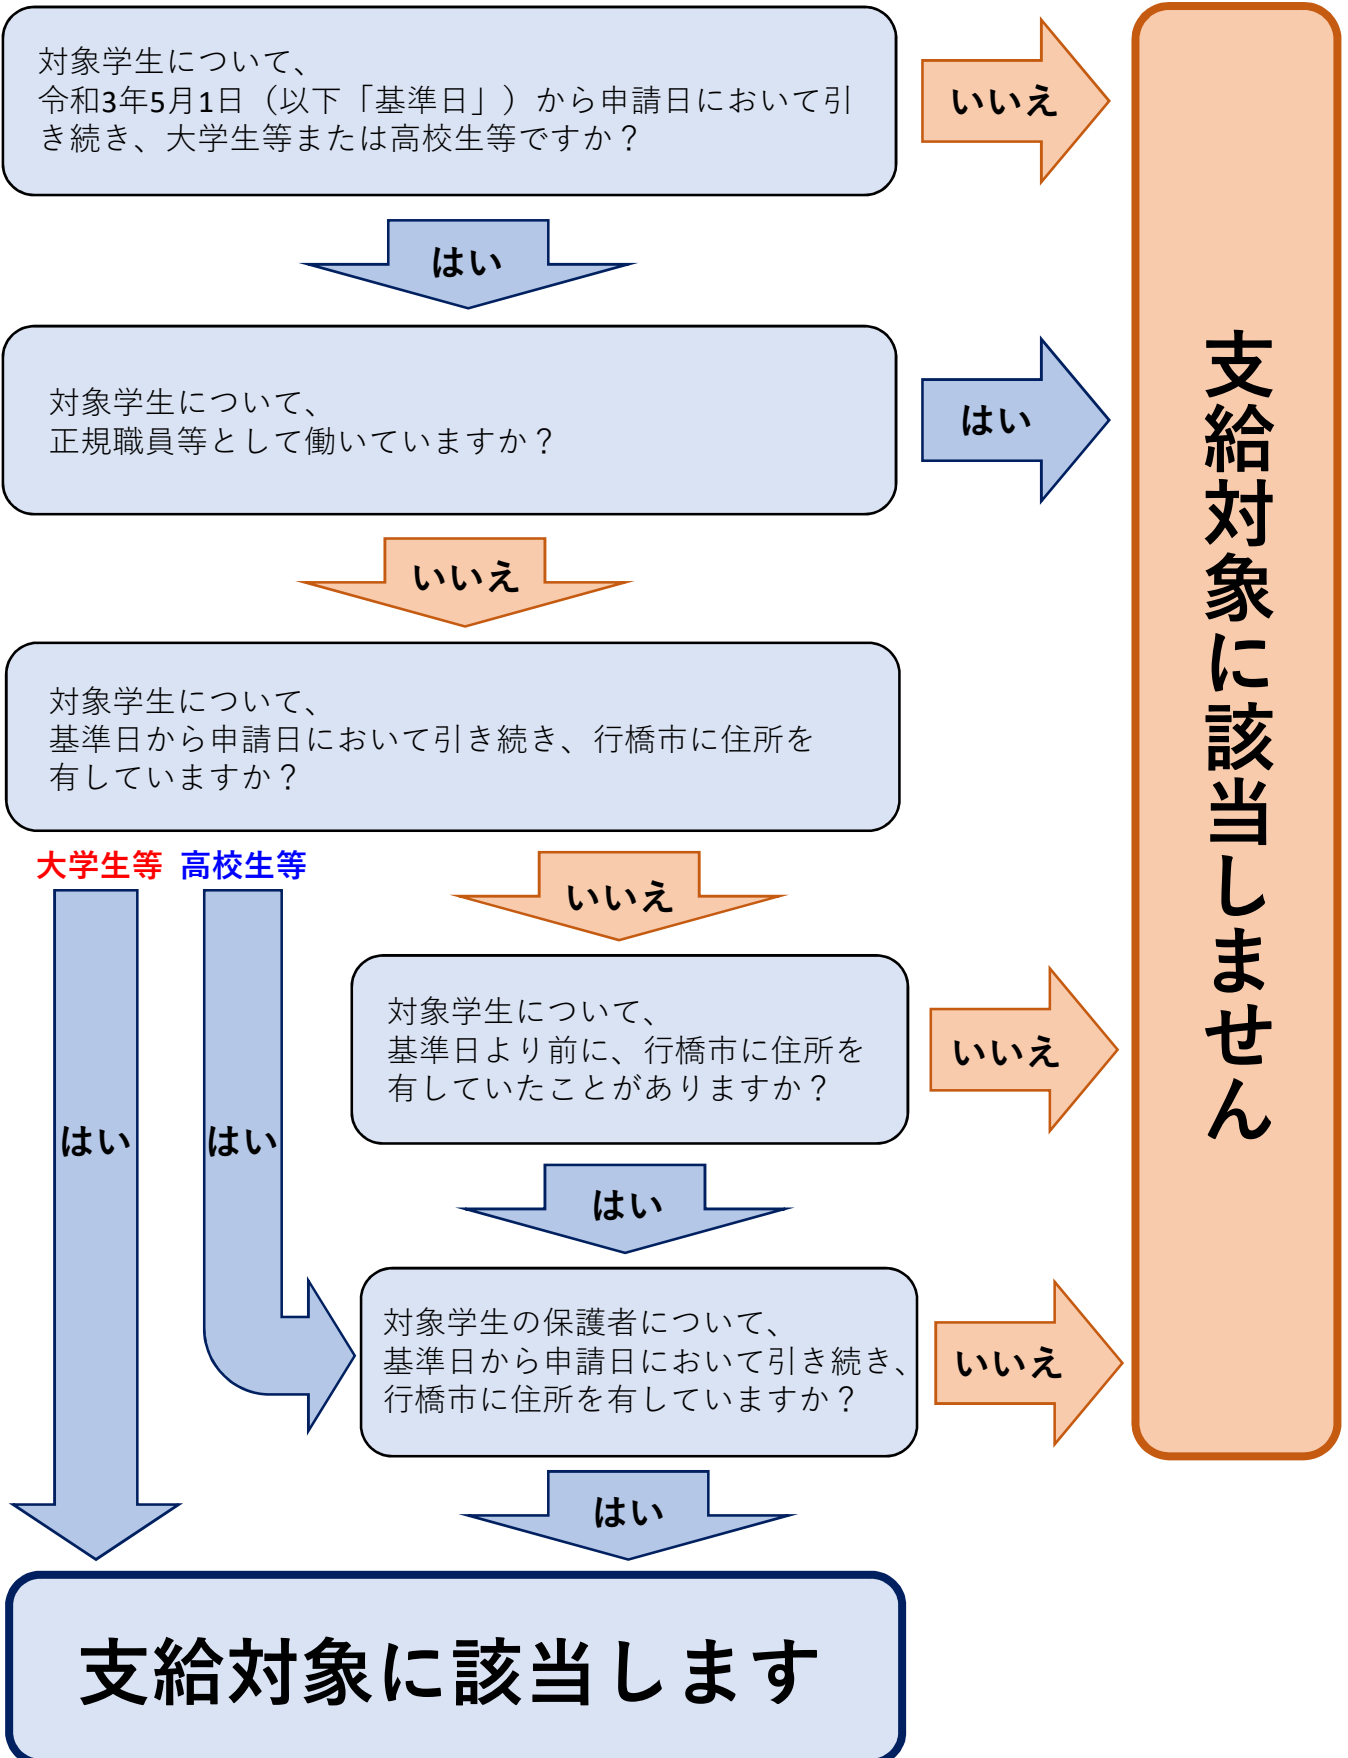 対象学生について、
令和3年5月1日（以下「基準日」）から申請日において引
き続き、大学生等または高校生等ですか？
いいえ
はい
対象学生について、
正規職員等として働いていますか？
はい
いいえ
対象学生について、
基準日から申請日において引き続き、行橋市に住所を
有していますか？
大学生等
高校生等
いいえ
対象学生について、
基準日より前に、行橋市に住所を
有していたことがありますか？
いいえ
はい
はい
はい
対象学生の保護者について、
基準日から申請日において引き続き、
行橋市に住所を有していますか？
いいえ
はい
支給対象に該当します
支給対象に該当しません